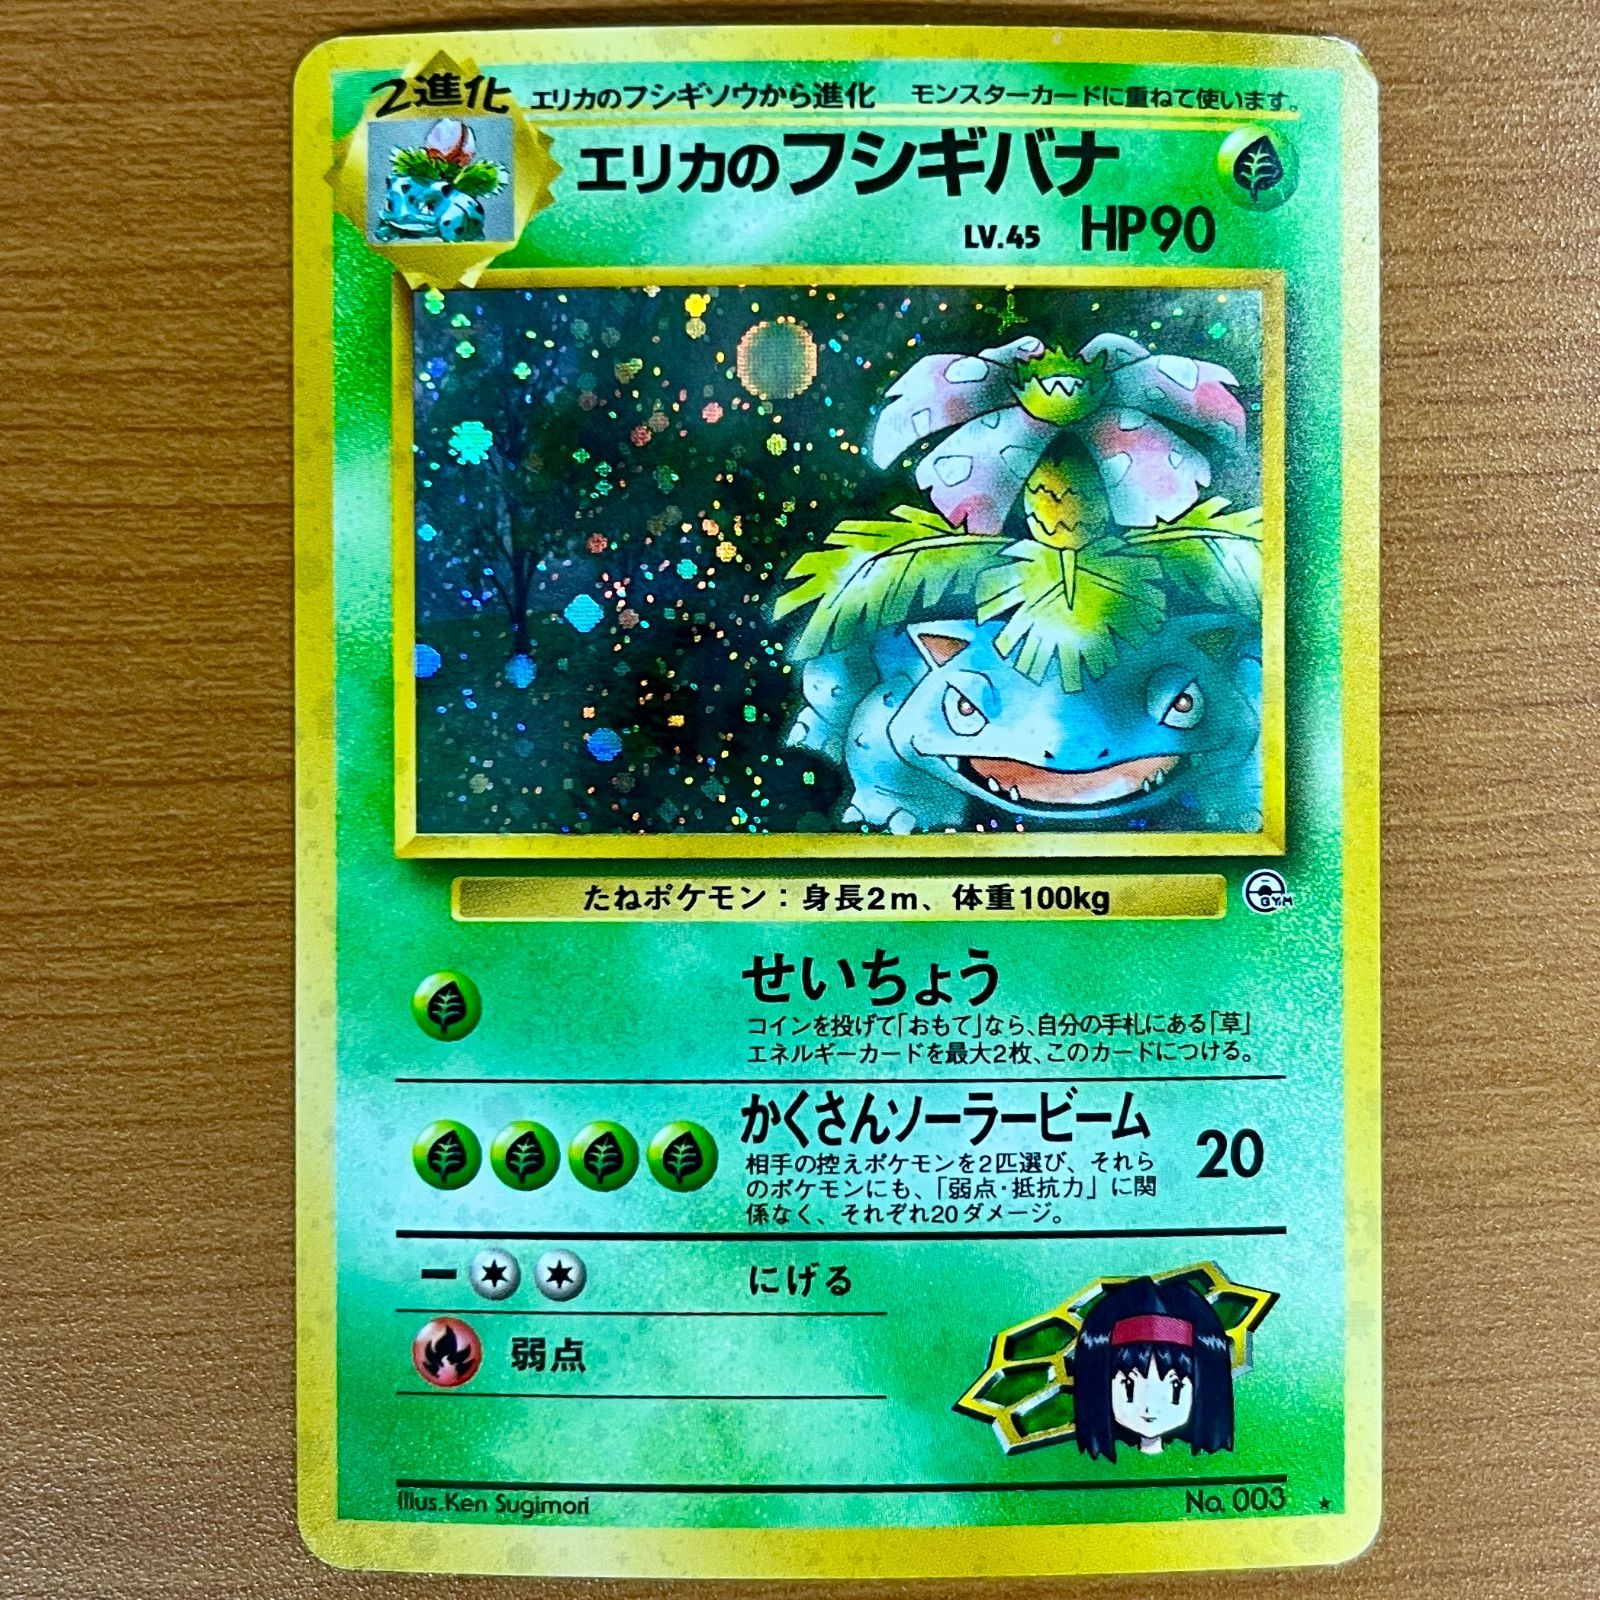 2進化 エリカのフシギソウから進化 モンスターカードに重ねて使います。
エリカのフシギバナ
LV.45 HP90
たねポケモン：身長2m、体重100kg
GYM
せいちょう
コインを投げて「おもて」なら、自分の手札にある「草」
エネルギーカードを最大2枚、このカードにつける。
かくさんソーラービーム 20
相手の控えポケモンを2匹選び、それら
のポケモンにも、「弱点・抵抗力」に関
係なく、それぞれ20ダメージ。
にげる
弱点
Illus.Ken Sugimori No. 003 ★